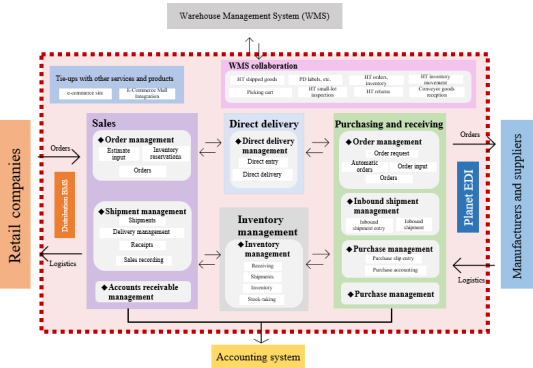 Warehouse Management System (WMS)
Tie-ups with other services and products
e-commerce site
E-Commerce Mall
Integration
WMS collaboration
HT shipped goods
PD labels, etc.
HT orders,
inventory
HT inventory
movement
Picking cart
HT small-lot
inspection
HT returns
Conveyor goods
reception
Retail companies
Orders
Distribution BMS
Logistics
Sales
◆Order management
Estimate
input
Inventory
reservations
Orders
◆Shipment management
Shipments
Delivery management
Receipts
Sales recording
◆Accounts receivable
management
Direct delivery
◆Direct delivery
management
Direct entry
Direct delivery
Inventory
management
◆Inventory
management
Receiving
Shipments
Inventory
Stock-taking
Purchasing and receiving
◆Order management
Order request
Automatic
orders
Order input
Orders
◆Inbound shipment
management
Inbound
shipment entry
Inbound
shipment
◆Purchase management
Purchase slip entry
Purchase accounting
◆Purchase management
Orders
Planet EDI
Logistics
Manufacturers and suppliers
Accounting system